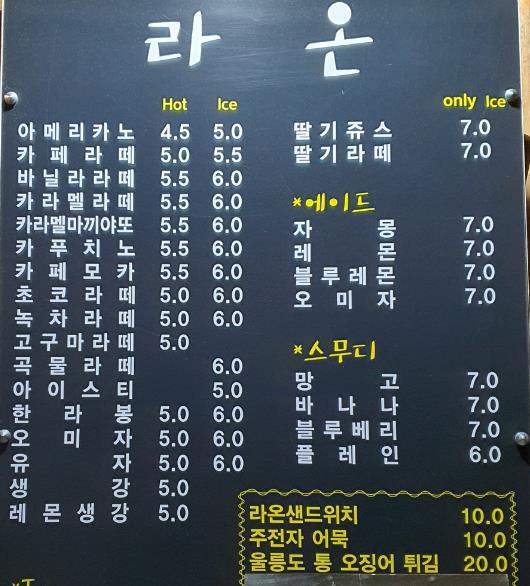 라 온
Hot Ice
아메리카노 4.5 5.0
카페라떼 5.0 5.5
바닐라라떼 5.5 6.0
카라멜라떼 5.5 6.0
카라멜마끼야또 5.5 6.0
카푸치노 5.5 6.0
카페모카 5.5 6.0
초코라떼 5.0 6.0
녹차라떼 5.0 6.0
고구마라떼 5.0
곡물라떼 6.0
아이스티 5.0
한라봉 5.0 6.0
오미자 5.0 6.0
유자 5.0 6.0
생강 5.0
레몬생강 5.0
only Ice
딸기쥬스 7.0
딸기라떼 7.0
*에이드
자몽 7.0
레몬 7.0
블루레몬 7.0
오미자 7.0
*스무디
망고 7.0
바나나 7.0
블루베리 7.0
플레인 6.0
라온샌드위치 10.0
주전자 어묵 10.0
울릉도 통 오징어 튀김 20.0